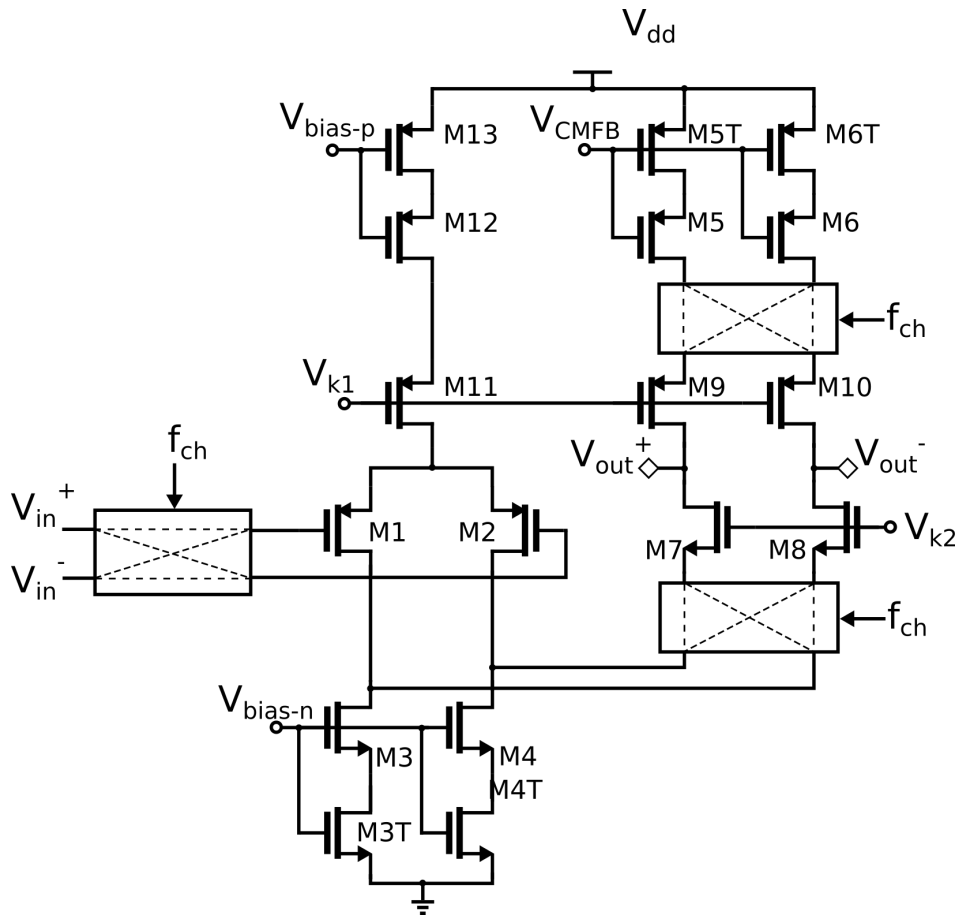 Vdd
Vbias-p
M13
VCMFB
M5T
M6T
M12
M5
M6
fch
Vk1
M11
M9
M10
fch
Vout+
Vout-
Vin+
M1
M2
Vk2
Vin-
M7
M8
fch
Vbias-n
M3
M4
M4T
M3T